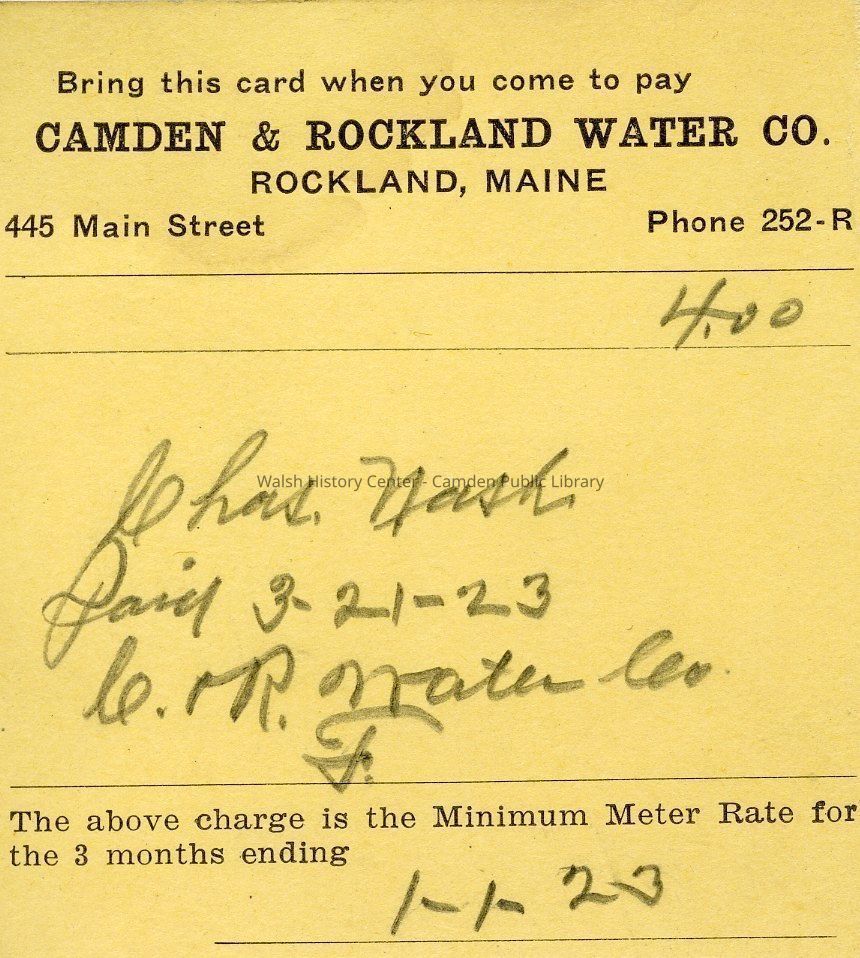 Bring this card when you come to pay
CAMDEN & ROCKLAND WATER CO.
ROCKLAND, MAINE
445 Main Street Phone 252-R
4.00
Chas. Nash.
Walsh History Center - Camden Public Library
Paid 3-21-23
C. & R. Water Co.
F.
The above charge is the Minimum Meter Rate for
the 3 months ending
1-1-23